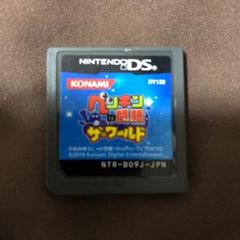 NINTENDO DS
KONAMI
RY132
ペンギンの問題
ザ・ワールド
©2010 Konami Digital Entertainment
NTR-B09J-JPN